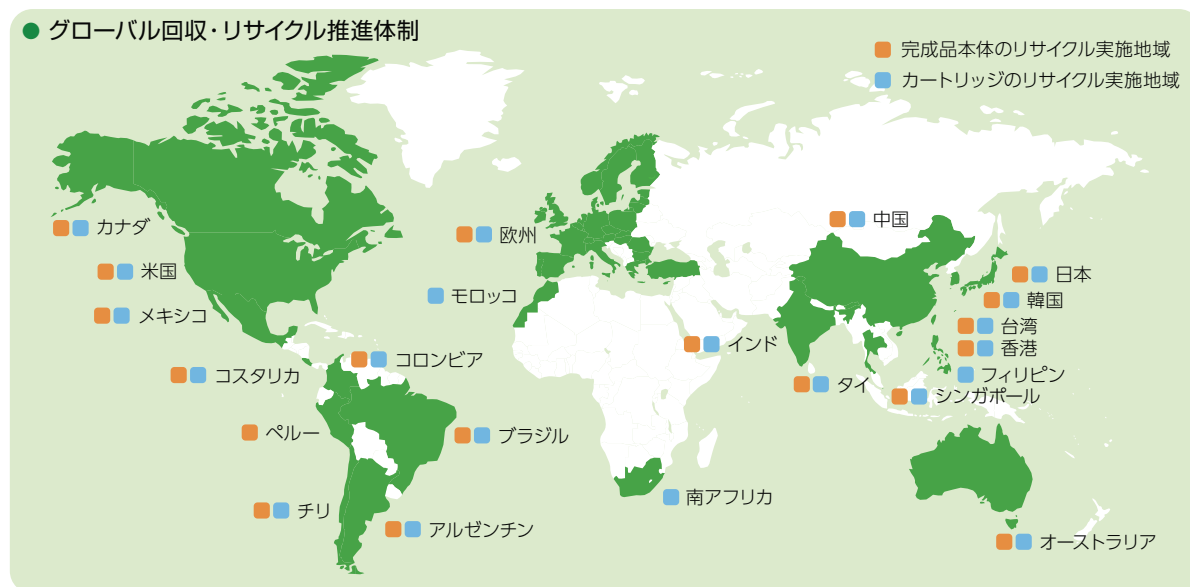 グローバル回収・リサイクル推進体制
完成品本体のリサイクル実施地域
カートリッジのリサイクル実施地域
カナダ
米国
メキシコ
コスタリカ
コロンビア
ペルー
ブラジル
チリ
アルゼンチン
欧州
モロッコ
南アフリカ
インド
中国
日本
韓国
台湾
香港
フィリピン
タイ
シンガポール
オーストラリア